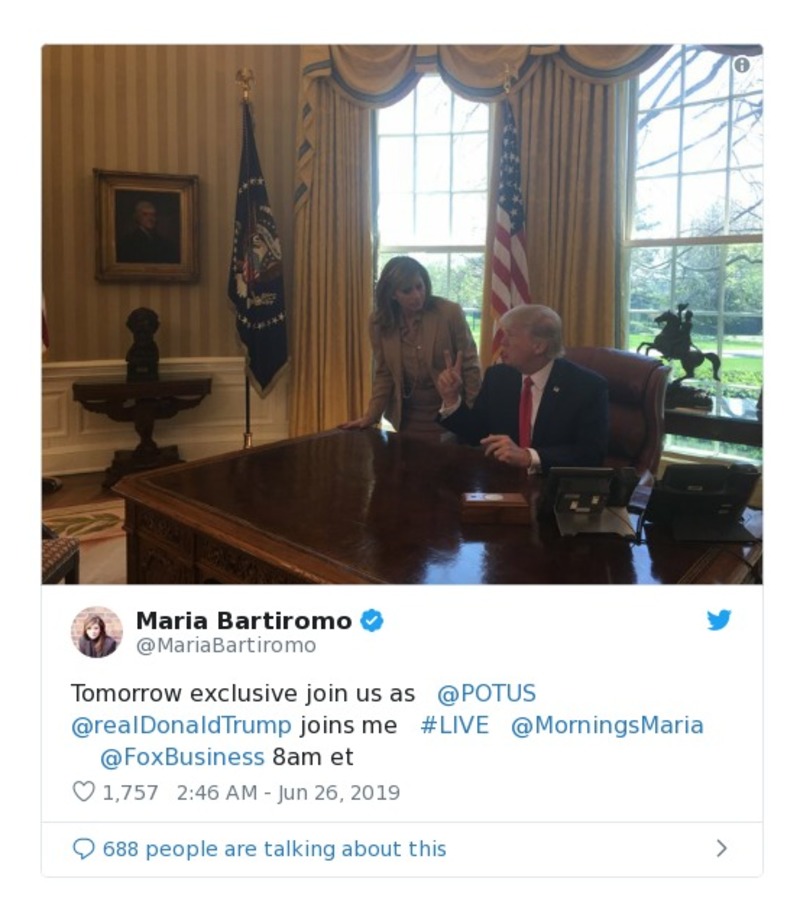 Maria Bartiromo
@MariaBartiromo
Tomorrow exclusive join us as @POTUS
@realDonaldTrump joins me #LIVE @MorningsMaria
@FoxBusiness 8am et
1,757 2:46 AM - Jun 26, 2019
688 people are talking about this